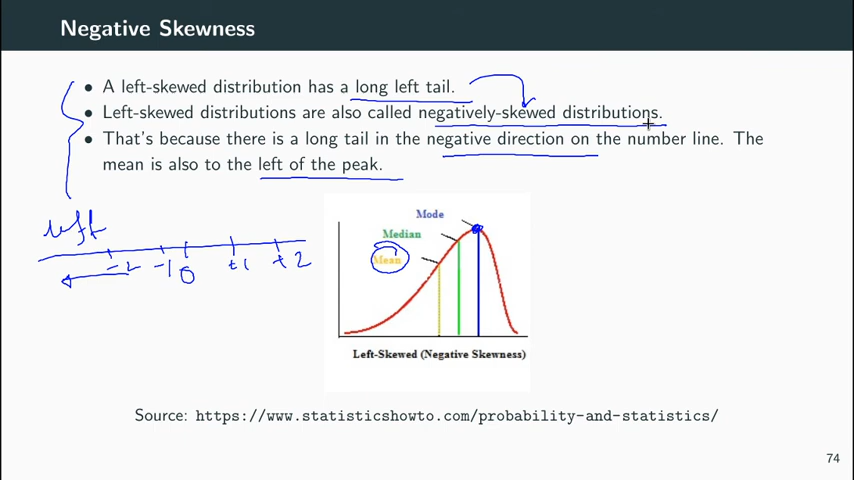 Negative Skewness
• A left-skewed distribution has a long left tail.
• Left-skewed distributions are also called negatively-skewed distributions.
• That's because there is a long tail in the negative direction on the number line. The
mean is also to the left of the peak.
left
-2 -1 0 +1 +2
Mode
Median
Mean
Left-Skewed (Negative Skewness)
Source: https://www.statisticshowto.com/probability-and-statistics/
74